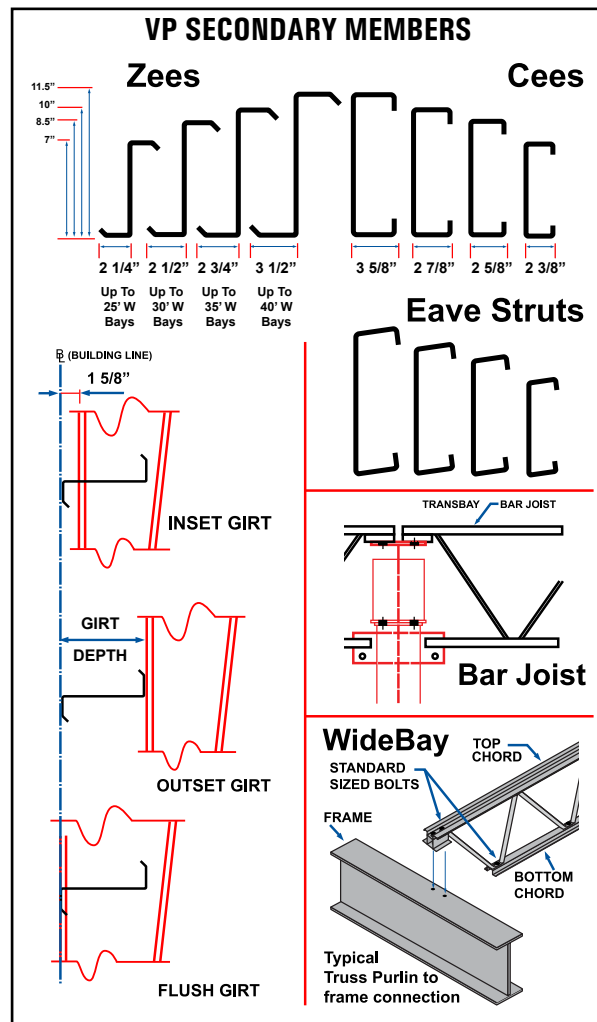 VP SECONDARY MEMBERS
Zees
Cees
11.5”
10”
8.5”
7”
2 1/4” 2 1/2” 2 3/4” 3 1/2” 3 5/8” 2 7/8” 2 5/8” 2 3/8”
Up To Up To Up To Up To
25’ W 30’ W 35’ W 40’ W
Bays Bays Bays Bays
Eave Struts
(BUILDING LINE)
1 5/8”
INSET GIRT
GIRT
DEPTH
OUTSET GIRT
FLUSH GIRT
TRANSBAY BAR JOIST
Bar Joist
WideBay
TOP
CHORD
STANDARD
SIZED BOLTS
FRAME
BOTTOM
CHORD
Typical
Truss Purlin to
frame connection